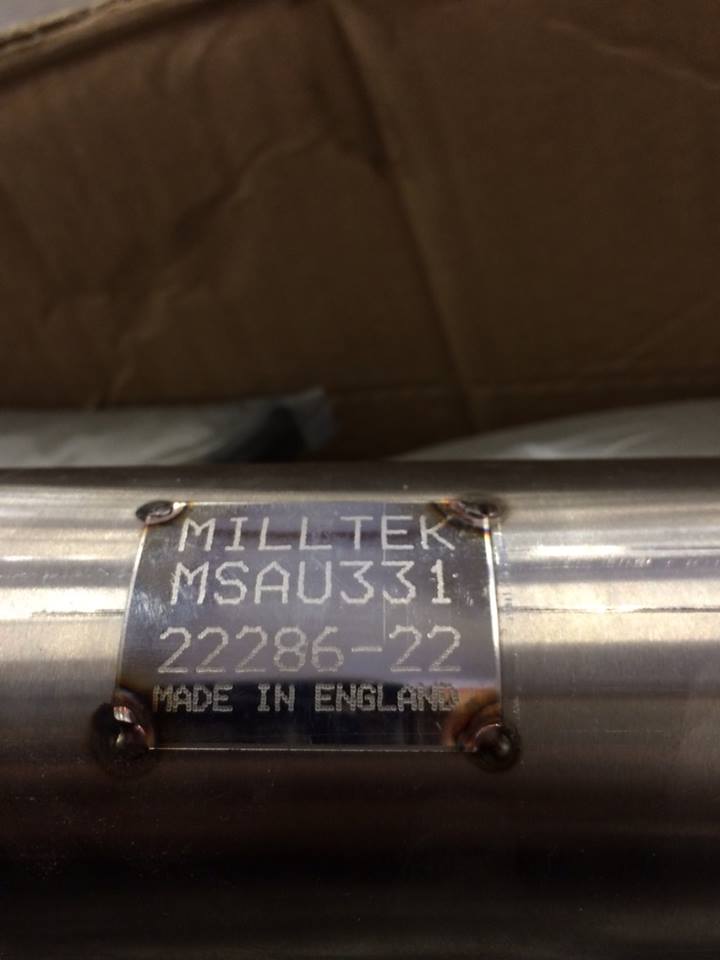 MILLTEK
MSAU331
22286-22
MADE IN ENGLAND